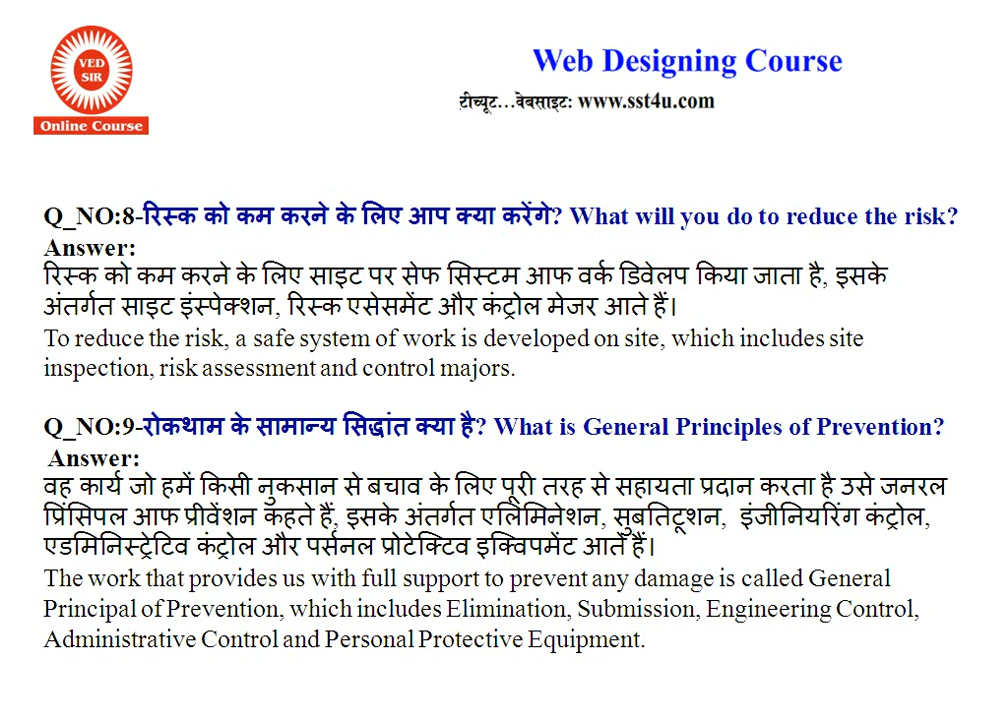 VED
SIR
Online Course
Web Designing Course
टीच्यूट...वेबसाइट: www.sst4u.com
Q_NO:8-रिस्क को कम करने के लिए आप क्या करेंगे? What will you do to reduce the risk?
Answer:
रिस्क को कम करने के लिए साइट पर सेफ सिस्टम आफ वर्क डिवेलप किया जाता है, इसके
अंतर्गत साइट इंस्पेक्शन, रिस्क एसेसमेंट और कंट्रोल मेजर आते हैं।
To reduce the risk, a safe system of work is developed on site, which includes site
inspection, risk assessment and control majors.
Q_NO:9-रोकथाम के सामान्य सिद्धांत क्या है? What is General Principles of Prevention?
Answer:
वह कार्य जो हमें किसी नुकसान से बचाव के लिए पूरी तरह से सहायता प्रदान करता है उसे जनरल
प्रिंसिपल आफ प्रीवेंशन कहते हैं, इसके अंतर्गत एलिमिनेशन, सुबतिटूशन, इंजीनियरिंग कंट्रोल,
एडमिनिस्ट्रेटिव कंट्रोल और पर्सनल प्रोटेक्टिव इक्विपमेंट आते हैं।
The work that provides us with full support to prevent any damage is called General
Principal of Prevention, which includes Elimination, Submission, Engineering Control,
Administrative Control and Personal Protective Equipment.